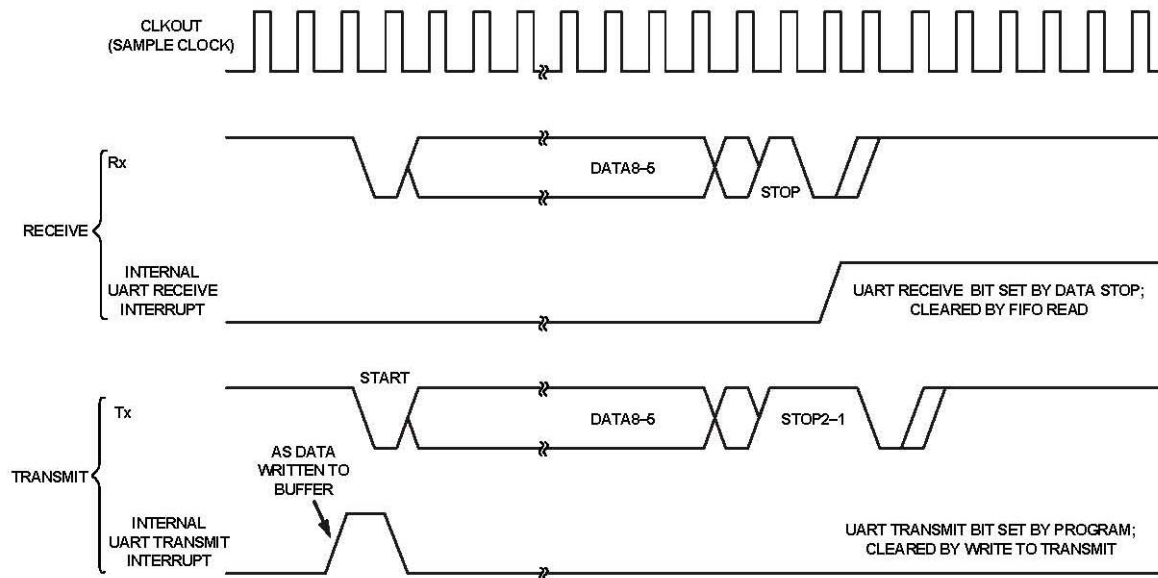 CLKOUT
(SAMPLE CLOCK)
Rx
DATA8–5
STOP
RECEIVE
INTERNAL
UART RECEIVE
INTERRUPT
UART RECEIVE BIT SET BY DATA STOP;
CLEARED BY FIFO READ
START
Tx
DATA8–5
STOP2–1
AS DATA
WRITTEN TO
BUFFER
TRANSMIT
INTERNAL
UART TRANSMIT
INTERRUPT
UART TRANSMIT BIT SET BY PROGRAM;
CLEARED BY WRITE TO TRANSMIT